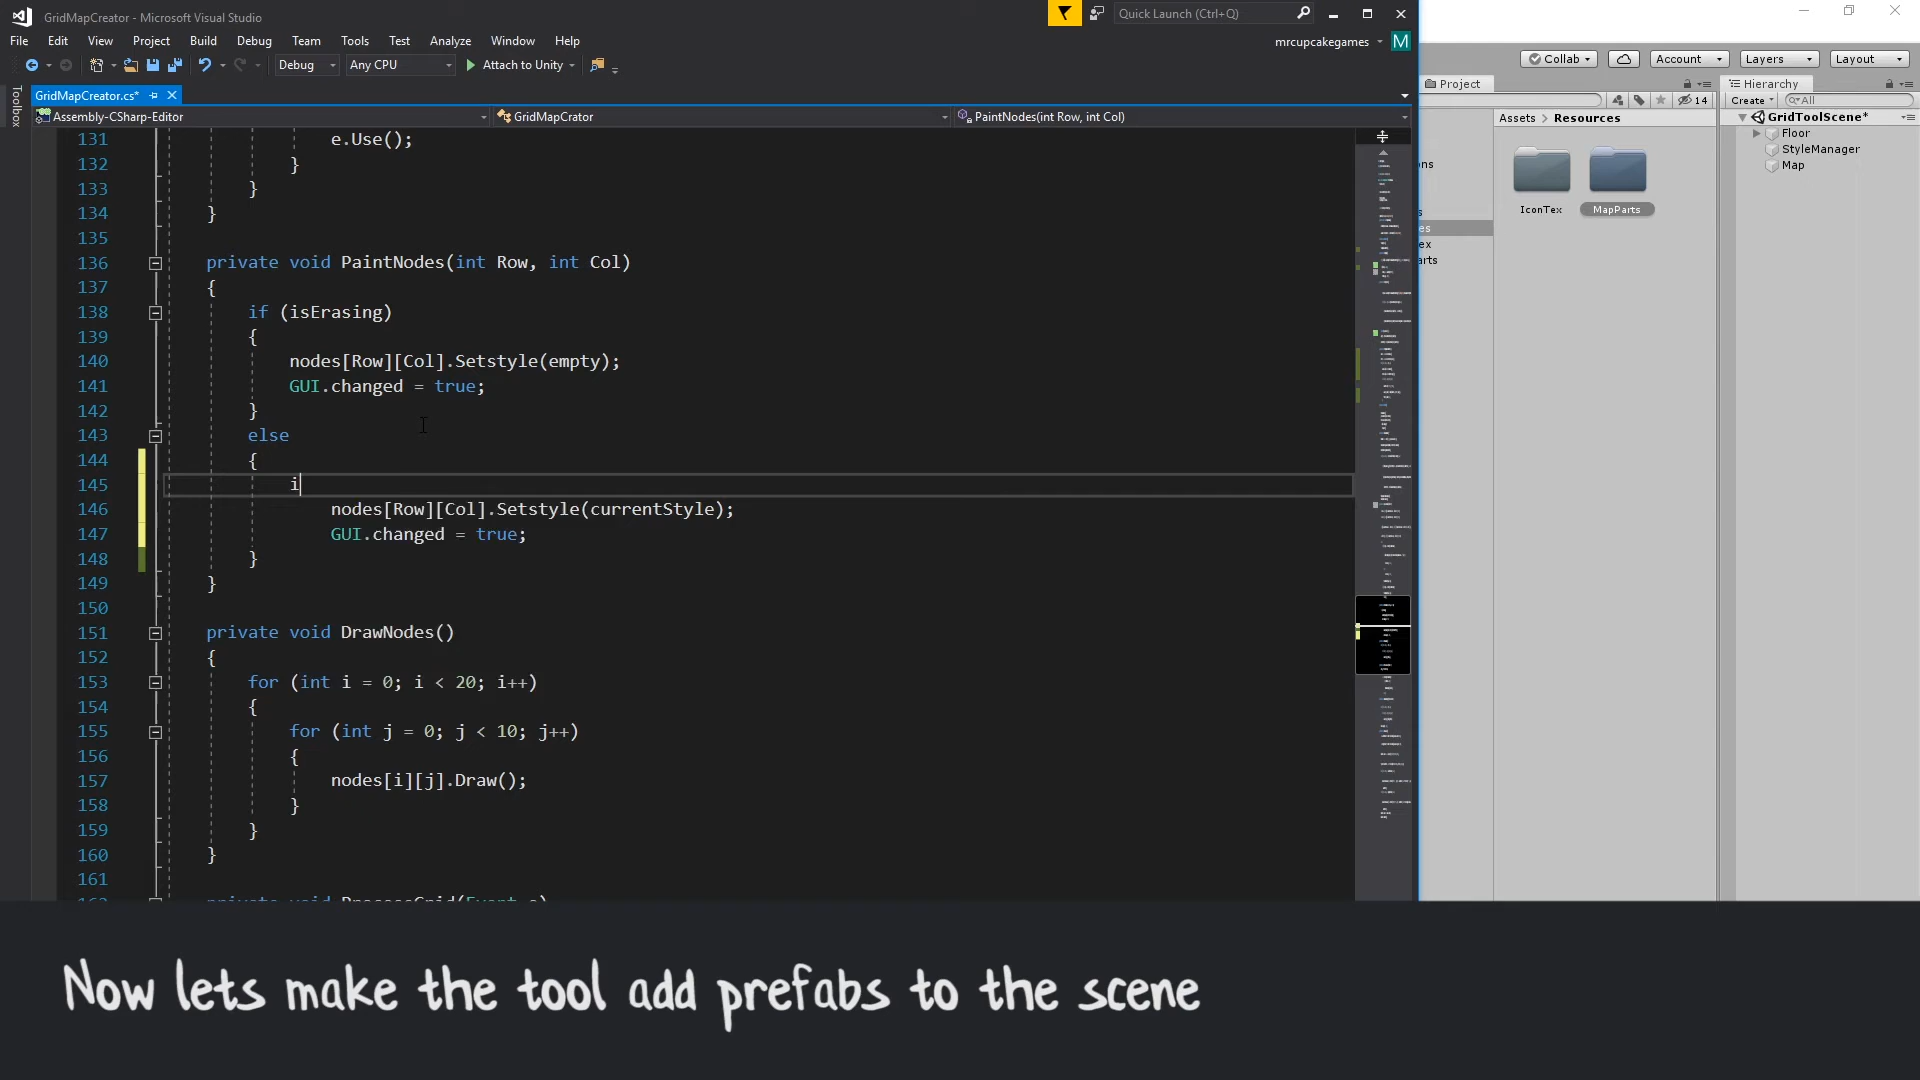 GridMapCreator - Microsoft Visual Studio
Quick Launch (Ctrl+Q)
File Edit View Project Build Debug Team Tools Test Analyze Window Help
mrcupcakegames M
Debug Any CPU Attach to Unity
Collab Account Layers Layout
Toolbox
GridMapCreator.cs*
Project
Hierarchy
14
Create All
Assembly-CSharp-Editor GridMapCrator PaintNodes(int Row, int Col)
Assets > Resources
GridToolScene*
Floor
StyleManager
Map
IconTex MapParts
ons
s
es
ex
arts
131 e.Use();
132 }
133 }
134 }
135
136 private void PaintNodes(int Row, int Col)
137 {
138 if (isErasing)
139 {
140 nodes[Row][Col].Setstyle(empty);
141 GUI.changed = true;
142 }
143 else
144 {
145 i
146 nodes[Row][Col].Setstyle(currentStyle);
147 GUI.changed = true;
148 }
149 }
150
151 private void DrawNodes()
152 {
153 for (int i = 0; i < 20; i++)
154 {
155 for (int j = 0; j < 10; j++)
156 {
157 nodes[i][j].Draw();
158 }
159 }
160 }
161
Now lets make the tool add prefabs to the scene